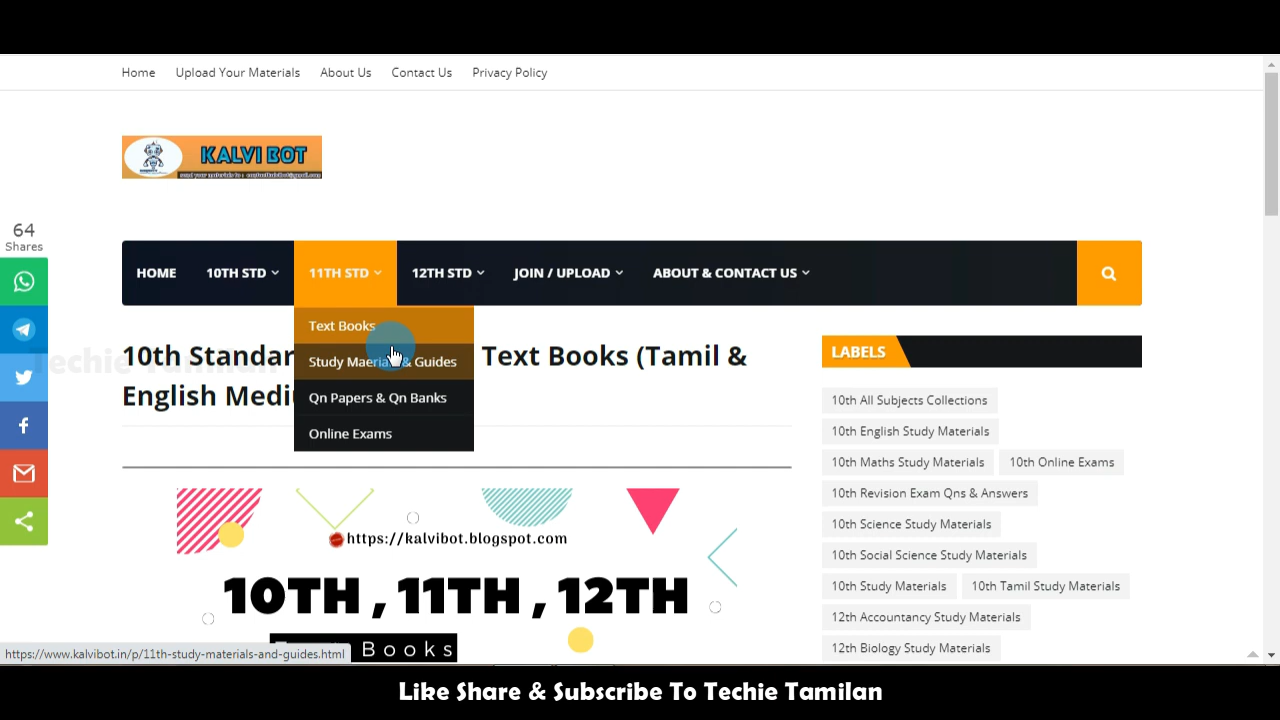 Home Upload Your Materials About Us Contact Us Privacy Policy
KALVI BOT
64
Shares
HOME 10TH STD 11TH STD 12TH STD JOIN / UPLOAD ABOUT & CONTACT US
Text Books
Study Maerial & Guides
Qn Papers & Qn Banks
Online Exams
10th Standar Text Books (Tamil &
English Medi
Techie Tamilan
https://kalvibot.blogspot.com
10TH , 11TH , 12TH
Books
LABELS
10th All Subjects Collections
10th English Study Materials
10th Maths Study Materials 10th Online Exams
10th Revision Exam Qns & Answers
10th Science Study Materials
10th Social Science Study Materials
10th Study Materials 10th Tamil Study Materials
12th Accountancy Study Materials
12th Biology Study Materials
https://www.kalvibot.in/p/11th-study-materials-and-guides.html
Like Share & Subscribe To Techie Tamilan